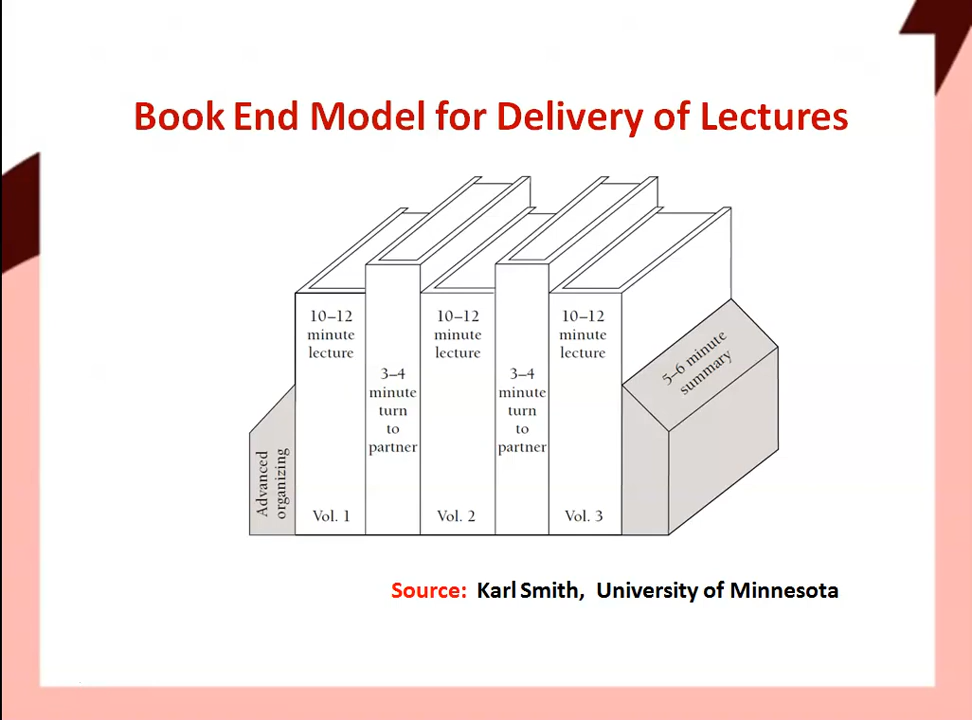 Book End Model for Delivery of Lectures
10–12
minute
lecture
Vol. 1
3–4
minute
turn
to
partner
10–12
minute
lecture
Vol. 2
3–4
minute
turn
to
partner
10–12
minute
lecture
Vol. 3
5–6 minute
summary
Advanced
organizing
Source: Karl Smith, University of Minnesota